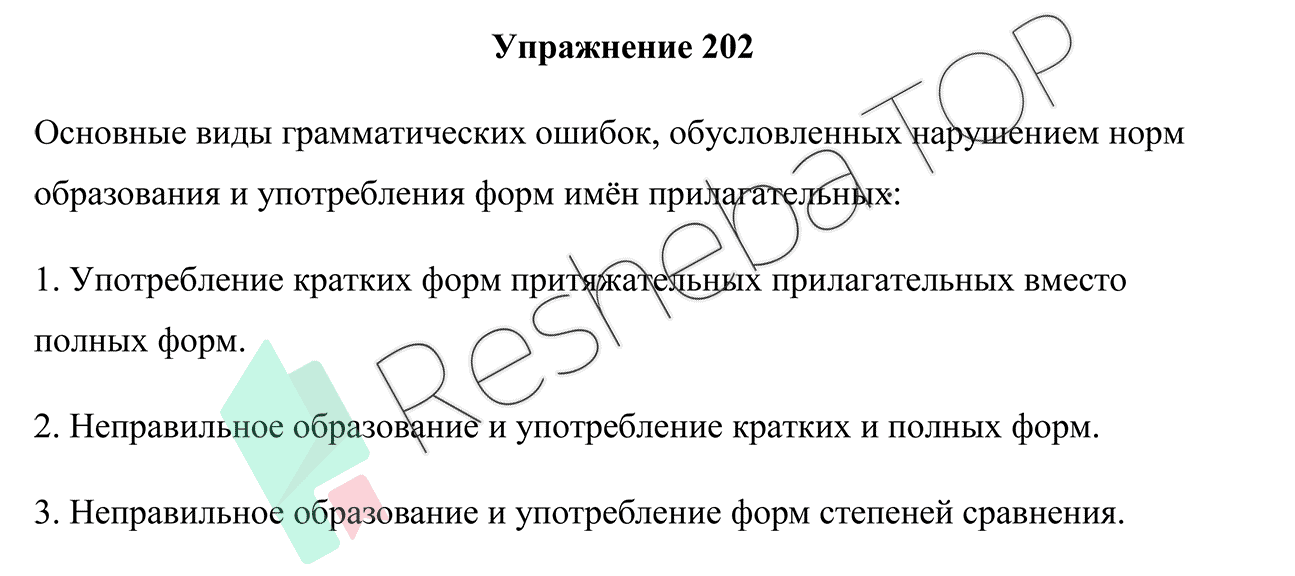 Упражнение 202
Основные виды грамматических ошибок, обусловленных нарушением норм
образования и употребления форм имён прилагательных:
1. Употребление кратких форм притяжательных прилагательных вместо
полных форм.
2. Неправильное образование и употребление кратких и полных форм.
3. Неправильное образование и употребление форм степеней сравнения.
Resheba TOP